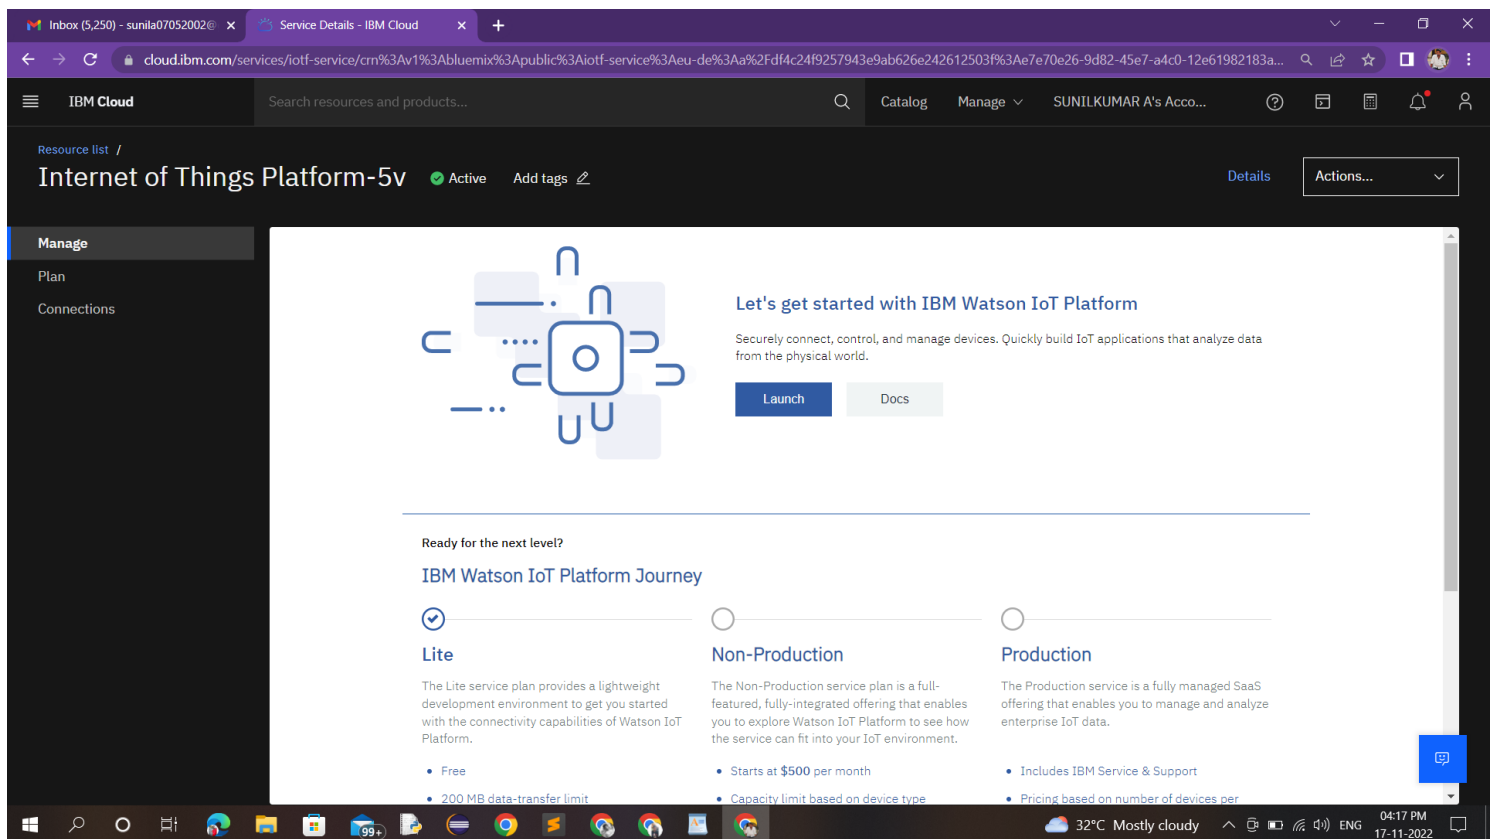 Inbox (5,250) - sunila07052002@
Service Details - IBM Cloud
cloud.ibm.com/services/iotf-service/crn%3Av1%3Abluemix%3Apublic%3Aiotf-service%3Aeu-de%3Aa%2Fdf4c24f9257943e9ab626e242612503f%3Ae7e70e26-9d82-45e7-a4c0-12e61982183a...
IBM Cloud
Search resources and products...
Catalog
Manage
SUNILKUMAR A's Acco...
Resource list /
Internet of Things Platform-5v
Active
Add tags
Details
Actions...
Manage
Plan
Connections
Let's get started with IBM Watson IoT Platform
Securely connect, control, and manage devices. Quickly build IoT applications that analyze data
from the physical world.
Launch
Docs
Ready for the next level?
IBM Watson IoT Platform Journey
Lite
The Lite service plan provides a lightweight
development environment to get you started
with the connectivity capabilities of Watson IoT
Platform.
• Free
• 200 MB data-transfer limit
Non-Production
The Non-Production service plan is a full-
featured, fully-integrated offering that enables
you to explore Watson IoT Platform to see how
the service can fit into your IoT environment.
• Starts at $500 per month
• Capacity limit based on device type
Production
The Production service is a fully managed SaaS
offering that enables you to manage and analyze
enterprise IoT data.
• Includes IBM Service & Support
• Pricing based on number of devices per
99+
32°C Mostly cloudy
ENG
04:17 PM
17-11-2022